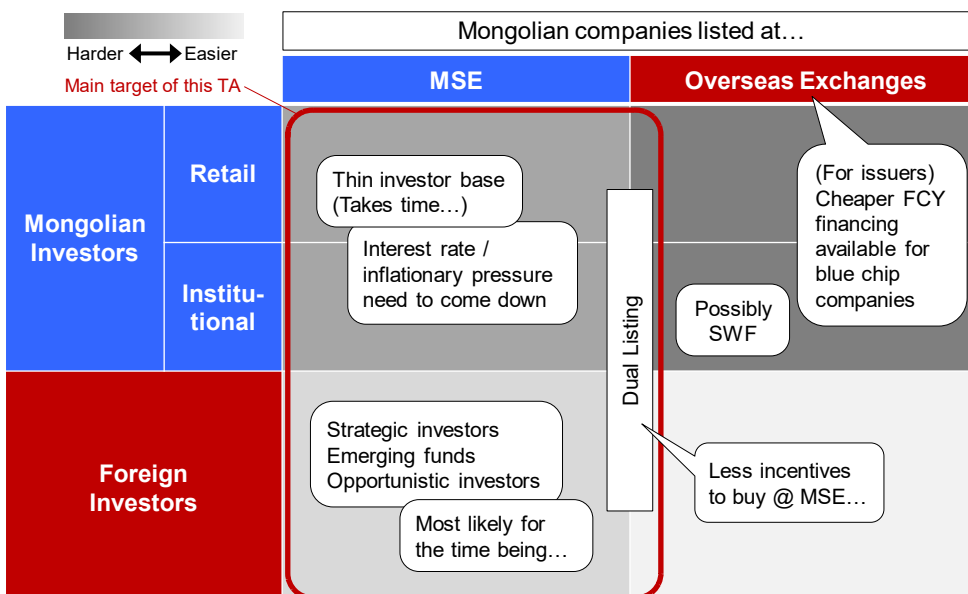 Harder Easier
Main target of this TA
Mongolian companies listed at…
MSE
Overseas Exchanges
Mongolian
Investors
Retail
Institu-
tional
Foreign
Investors
Thin investor base
(Takes time…)
Interest rate /
inflationary pressure
need to come down
(For issuers)
Cheaper FCY
financing
available for
blue chip
companies
Possibly
SWF
Dual Listing
Strategic investors
Emerging funds
Opportunistic investors
Most likely for
the time being…
Less incentives
to buy @ MSE…